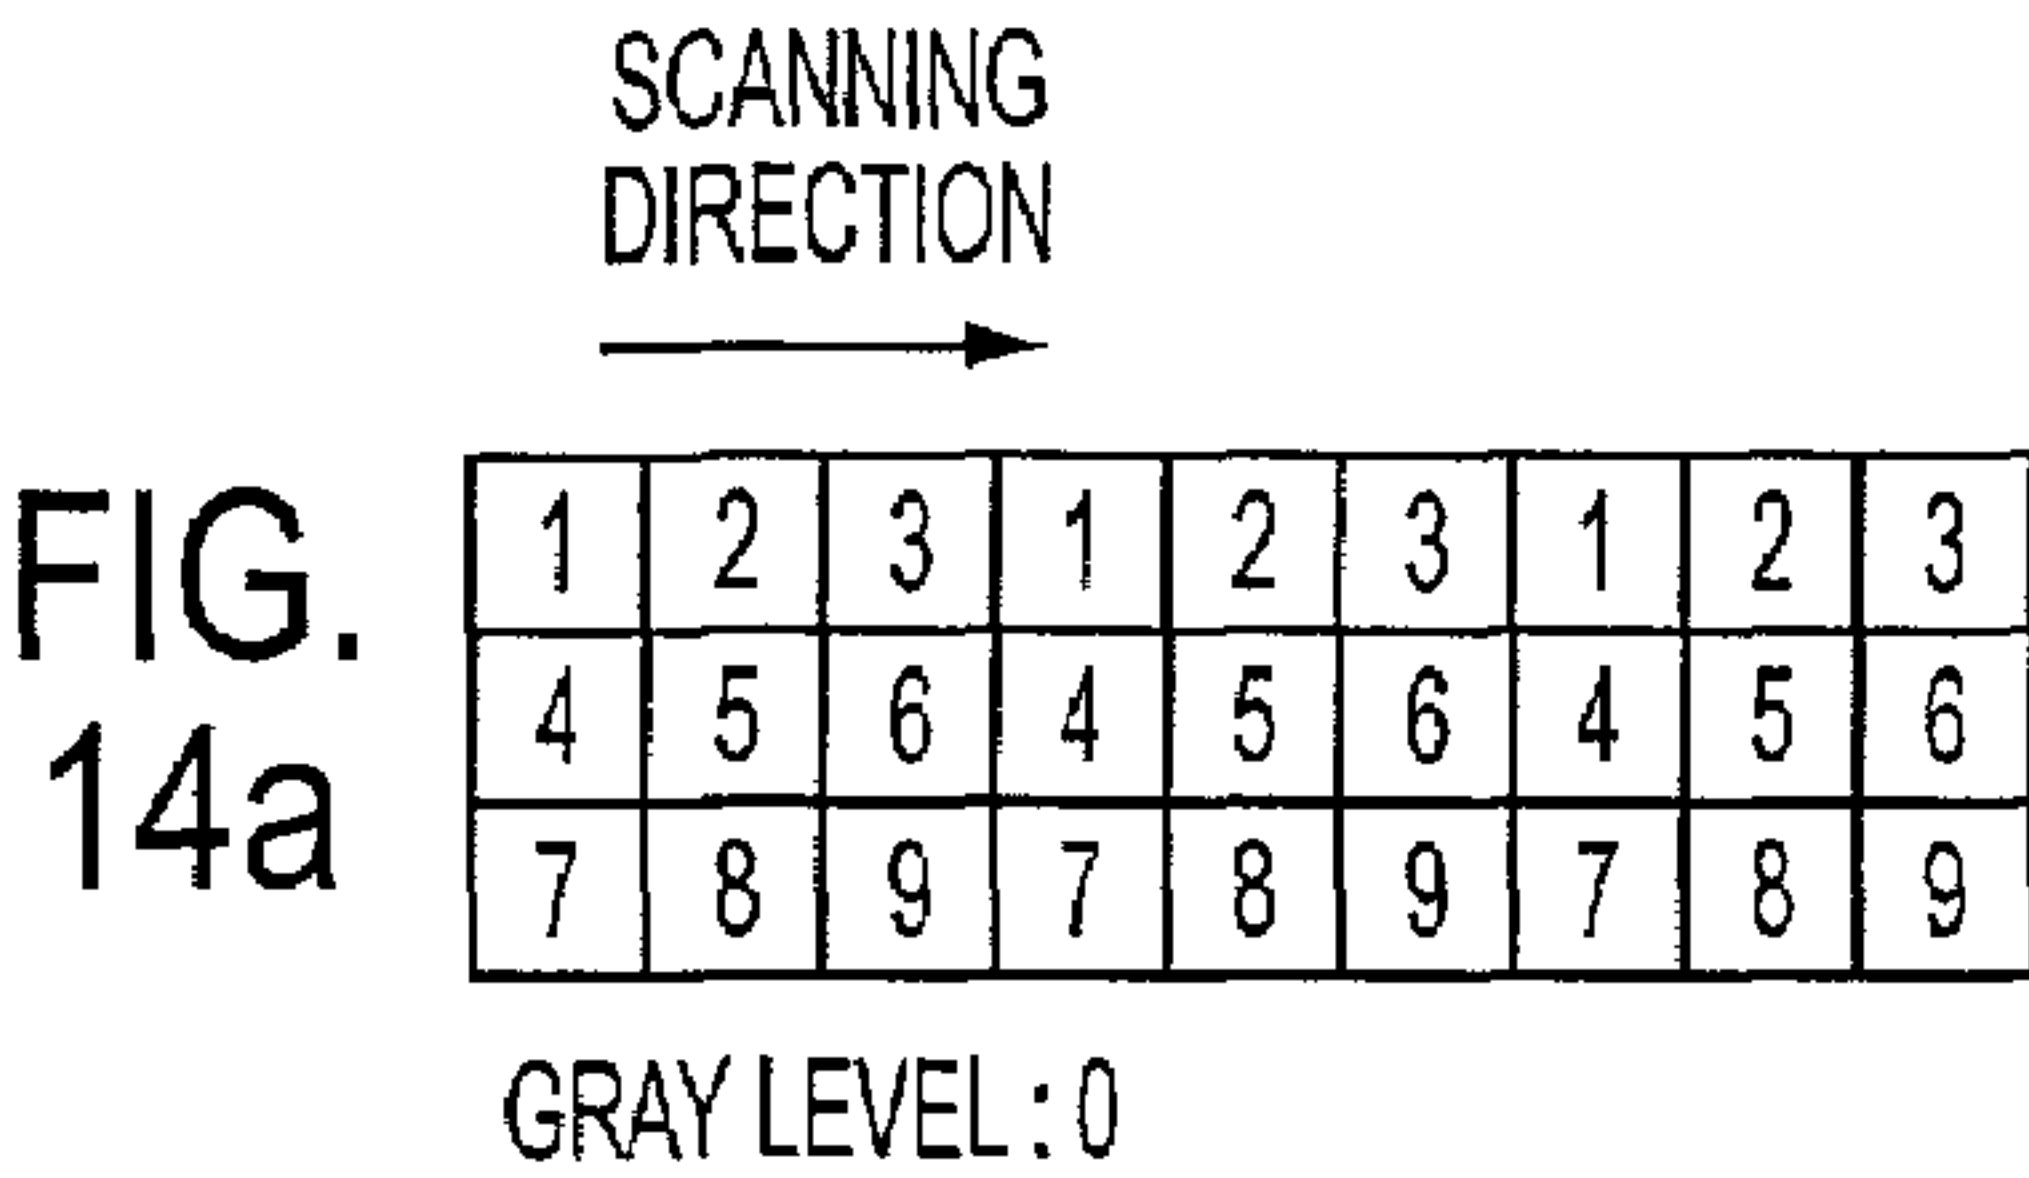 SCANNING
DIRECTION
FIG.
14a
1 2 3 1 2 3 1 2 3
4 5 6 4 5 6 4 5 6
7 8 9 7 8 9 7 8 9
GRAY LEVEL : 0